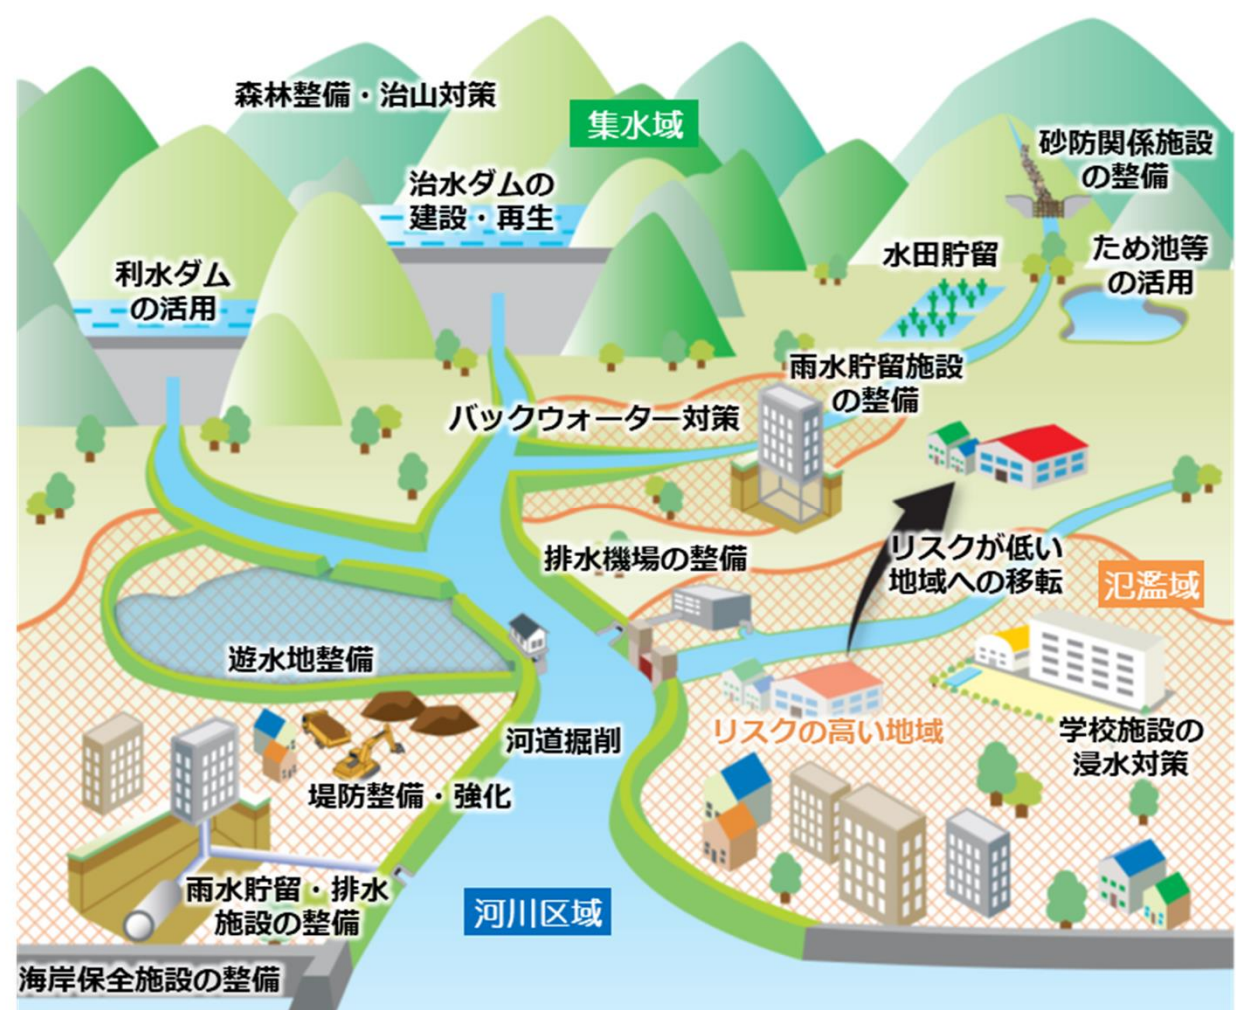 森林整備・治山対策
集水域
砂防関係施設
の整備
治水ダムの
建設・再生
水田貯留
ため池等
の活用
利水ダム
の活用
雨水貯留施設
の整備
バックウォーター対策
排水機場の整備
リスクが低い
地域への移転
氾濫域
遊水地整備
リスクの高い地域
学校施設の
浸水対策
河道掘削
堤防整備・強化
雨水貯留・排水
施設の整備
河川区域
海岸保全施設の整備